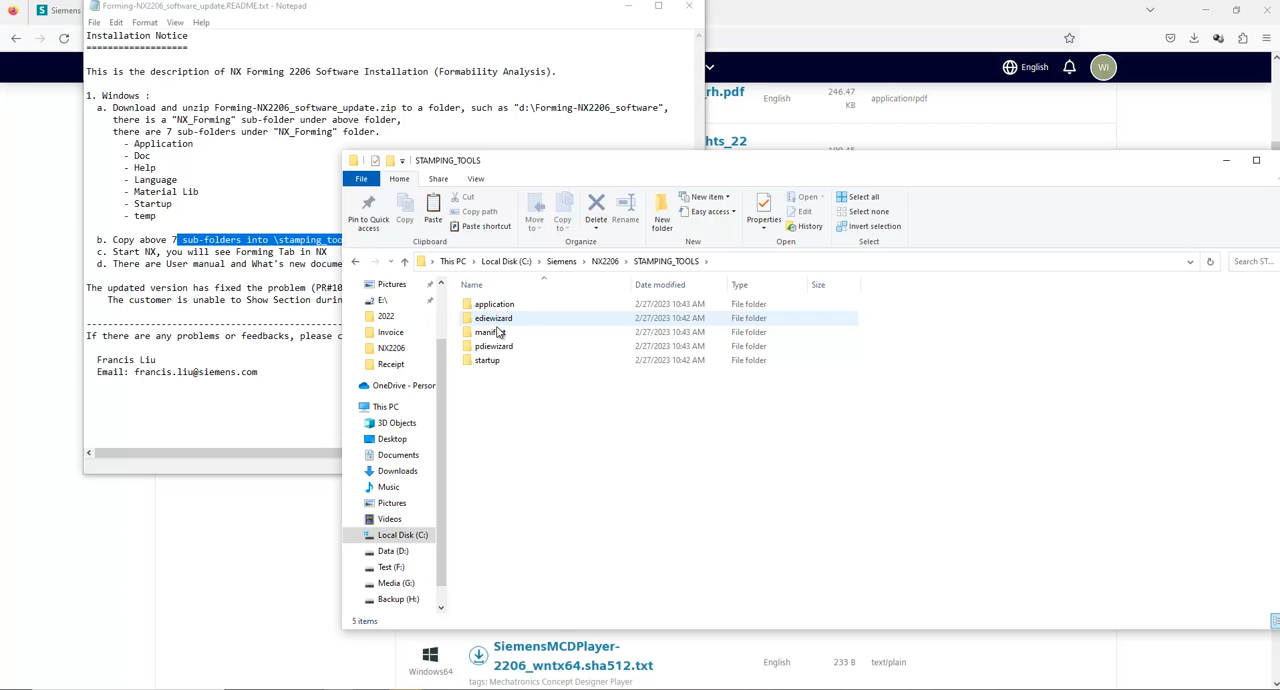 Siemens
Forming-NX2206_software_update.README.txt - Notepad
File Edit Format View Help
Installation Notice
===================
This is the description of NX Forming 2206 Software Installation (Formability Analysis).
1. Windows :
a. Download and unzip Forming-NX2206_software_update.zip to a folder, such as "d:\Forming-NX2206_software",
there is a "NX_Forming" sub-folder under above folder,
there are 7 sub-folders under "NX_Forming" folder.
- Application
- Doc
- Help
- Language
- Material Lib
- Startup
- temp
b. Copy above 7 sub-folders into \stamping_too
c. Start NX, you will see Forming Tab in NX
d. There are User manual and What's new docume
The updated version has fixed the problem (PR#10
The customer is unable to Show Section durin
If there are any problems or feedbacks, please c
Francis Liu
Email: francis.liu@siemens.com
English
WI
rh.pdf
English
246.47
KB
application/pdf
hts_22
STAMPING_TOOLS
File Home Share View
Pin to Quick
access
Copy
Paste
Cut
Copy path
Paste shortcut
Clipboard
Move
to
Copy
to
Delete
Rename
Organize
New
folder
New item
Easy access
New
Properties
Open
Edit
History
Open
Select all
Select none
Invert selection
Select
This PC > Local Disk (C:) > Siemens > NX2206 > STAMPING_TOOLS >
Search ST...
Name Date modified Type Size
application 2/27/2023 10:43 AM File folder
ediewizard 2/27/2023 10:42 AM File folder
2/27/2023 10:43 AM File folder
pdiewizard 2/27/2023 10:43 AM File folder
startup 2/27/2023 10:42 AM File folder
Pictures
E:\
2022
Invoice
NX2206
Receipt
OneDrive - Persor
This PC
3D Objects
Desktop
Documents
Downloads
Music
Pictures
Videos
Local Disk (C:)
Data (D:)
Test (F:)
Media (G:)
Backup (H:)
5 items
Windows64
SiemensMCDPlayer-
2206_wntx64.sha512.txt
tags: Mechatronics Concept Designer Player
English
233 B
text/plain